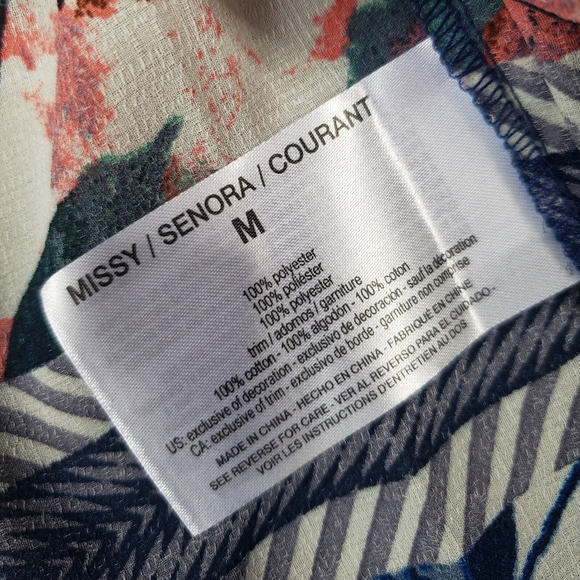 MISSY / SENORA / COURANT
M
100% polyester
100% poliéster
100% polyester
trim / adornos / garniture
100% cotton - 100% algodón - 100% coton
US: exclusive of decoration - exclusivo de decoración - sauf la décoration
CA: exclusive of trim - exclusivo de borde - garniture non comprise
MADE IN CHINA - HECHO EN CHINA - FABRIQUÉ EN CHINE
SEE REVERSE FOR CARE - VER AL REVERSO PARA EL CUIDADO -
VOIR LES INSTRUCTIONS D'ENTRETIEN AU DOS